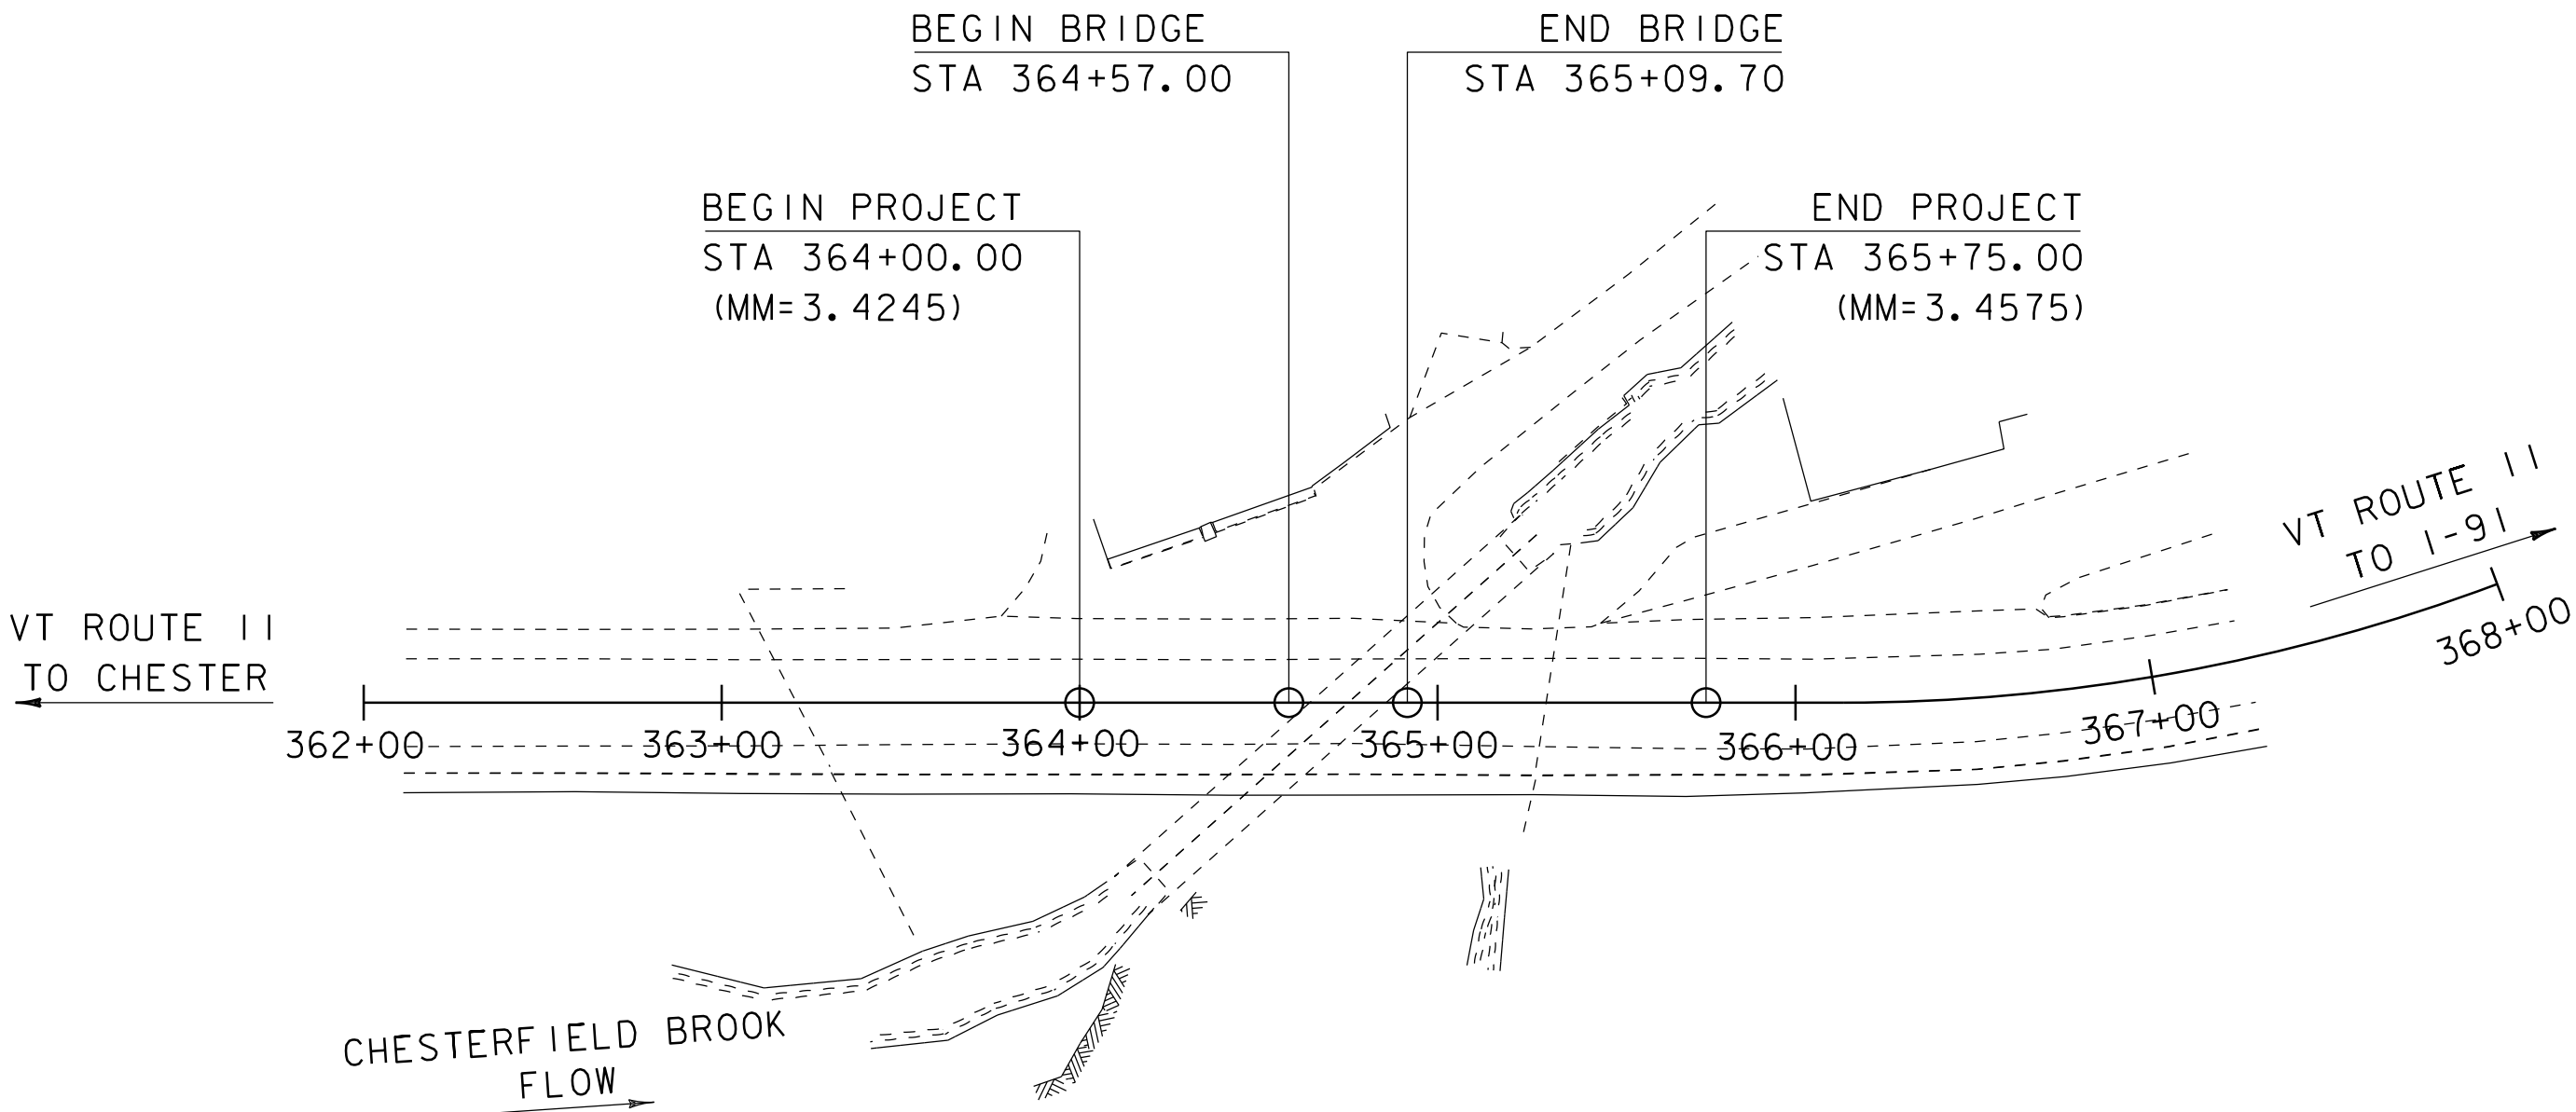 BEGIN BRIDGE
STA 364+57.00
END BRIDGE
STA 365+09.70
BEGIN PROJECT
STA 364+00.00
(MM=3.4245)
END PROJECT
STA 365+75.00
(MM=3.4575)
VT ROUTE 11
TO I-91
VT ROUTE 11
TO CHESTER
362+00
363+00
364+00
365+00
366+00
367+00
368+00
CHESTERFIELD BROOK
FLOW